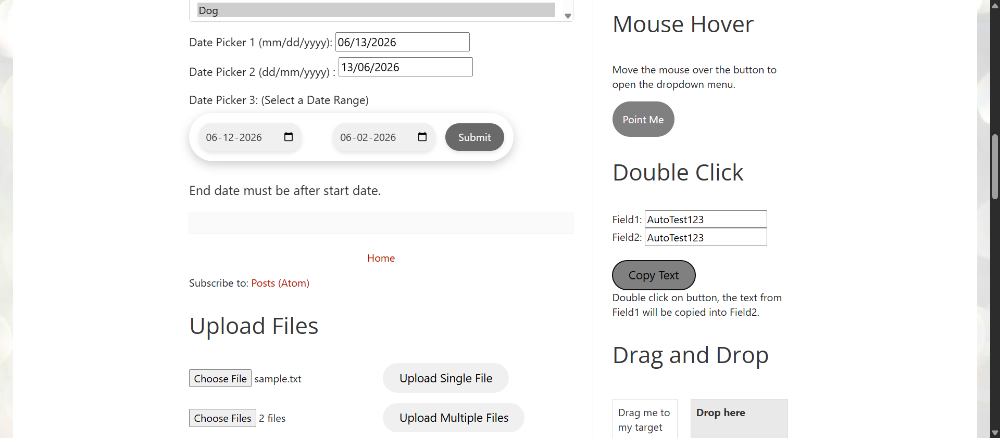 Dog
Date Picker 1 (mm/dd/yyyy): 06/13/2026
Date Picker 2 (dd/mm/yyyy) : 13/06/2026
Date Picker 3: (Select a Date Range)
06-12-2026 06-02-2026 Submit
End date must be after start date.
Home
Subscribe to: Posts (Atom)
Upload Files
Choose File sample.txt Upload Single File
Choose Files 2 files Upload Multiple Files
Mouse Hover
Move the mouse over the button to
open the dropdown menu.
Point Me
Double Click
Field1: AutoTest123
Field2: AutoTest123
Copy Text
Double click on button, the text from
Field1 will be copied into Field2.
Drag and Drop
Drag me to
my target
Drop here